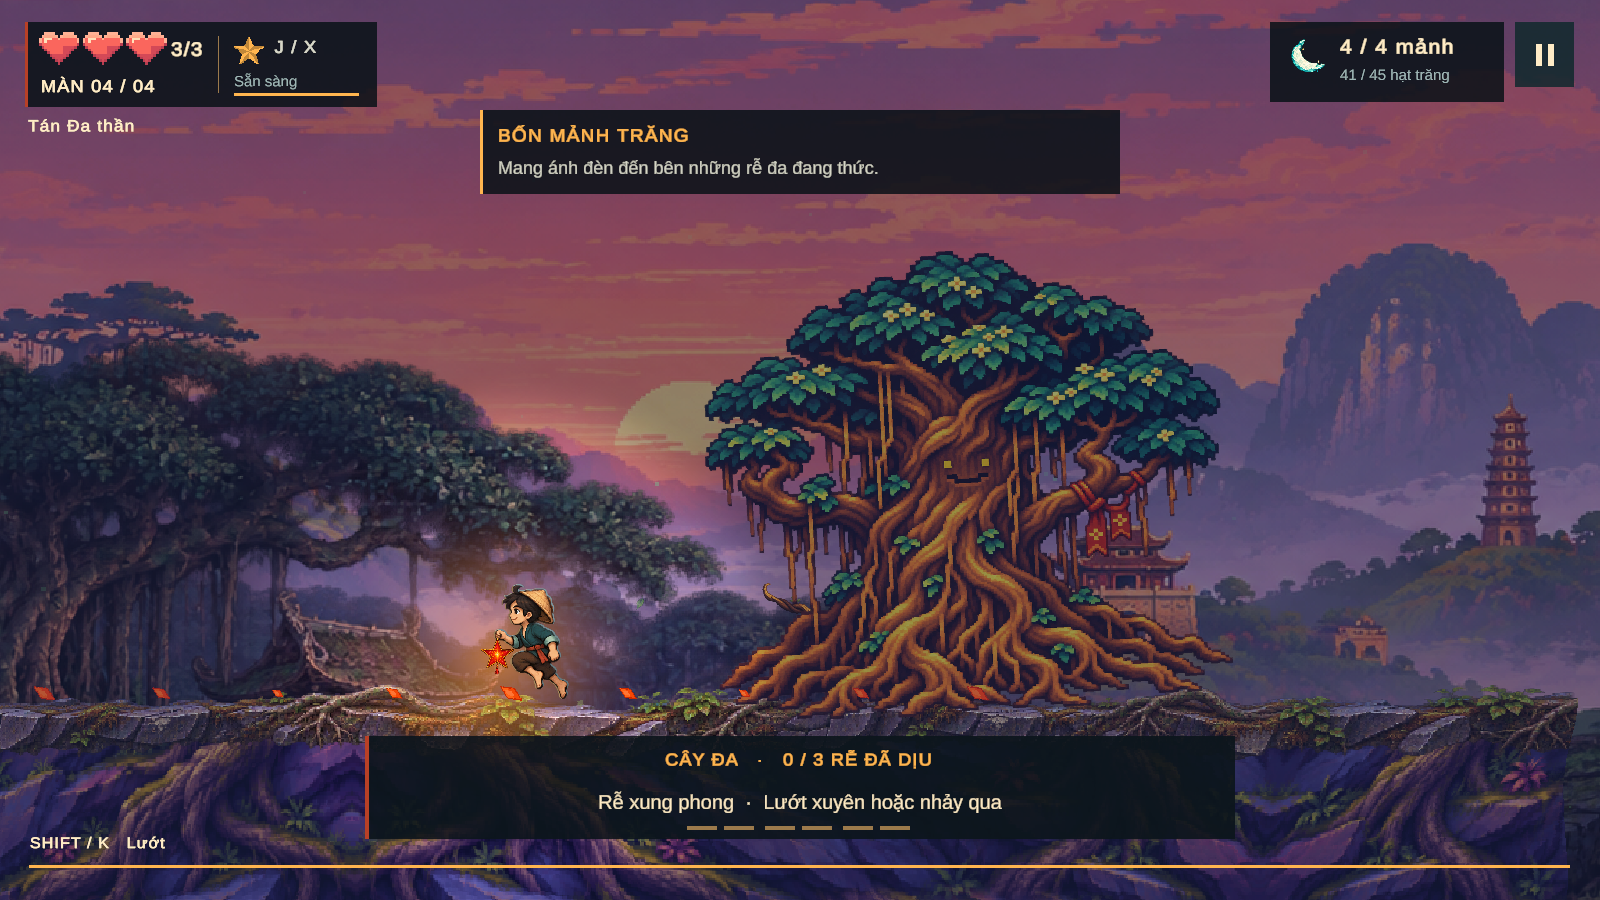 3/3
J / X
Sẵn sàng
MÀN 04 / 04
Tán Đa thần
4 / 4 mảnh
41 / 45 hạt trăng
BỐN MẢNH TRĂNG
Mang ánh đèn đến bên những rễ đa đang thức.
CÂY ĐA · 0 / 3 RỄ ĐÃ DỊU
Rễ xung phong · Lướt xuyên hoặc nhảy qua
SHIFT / K Lướt